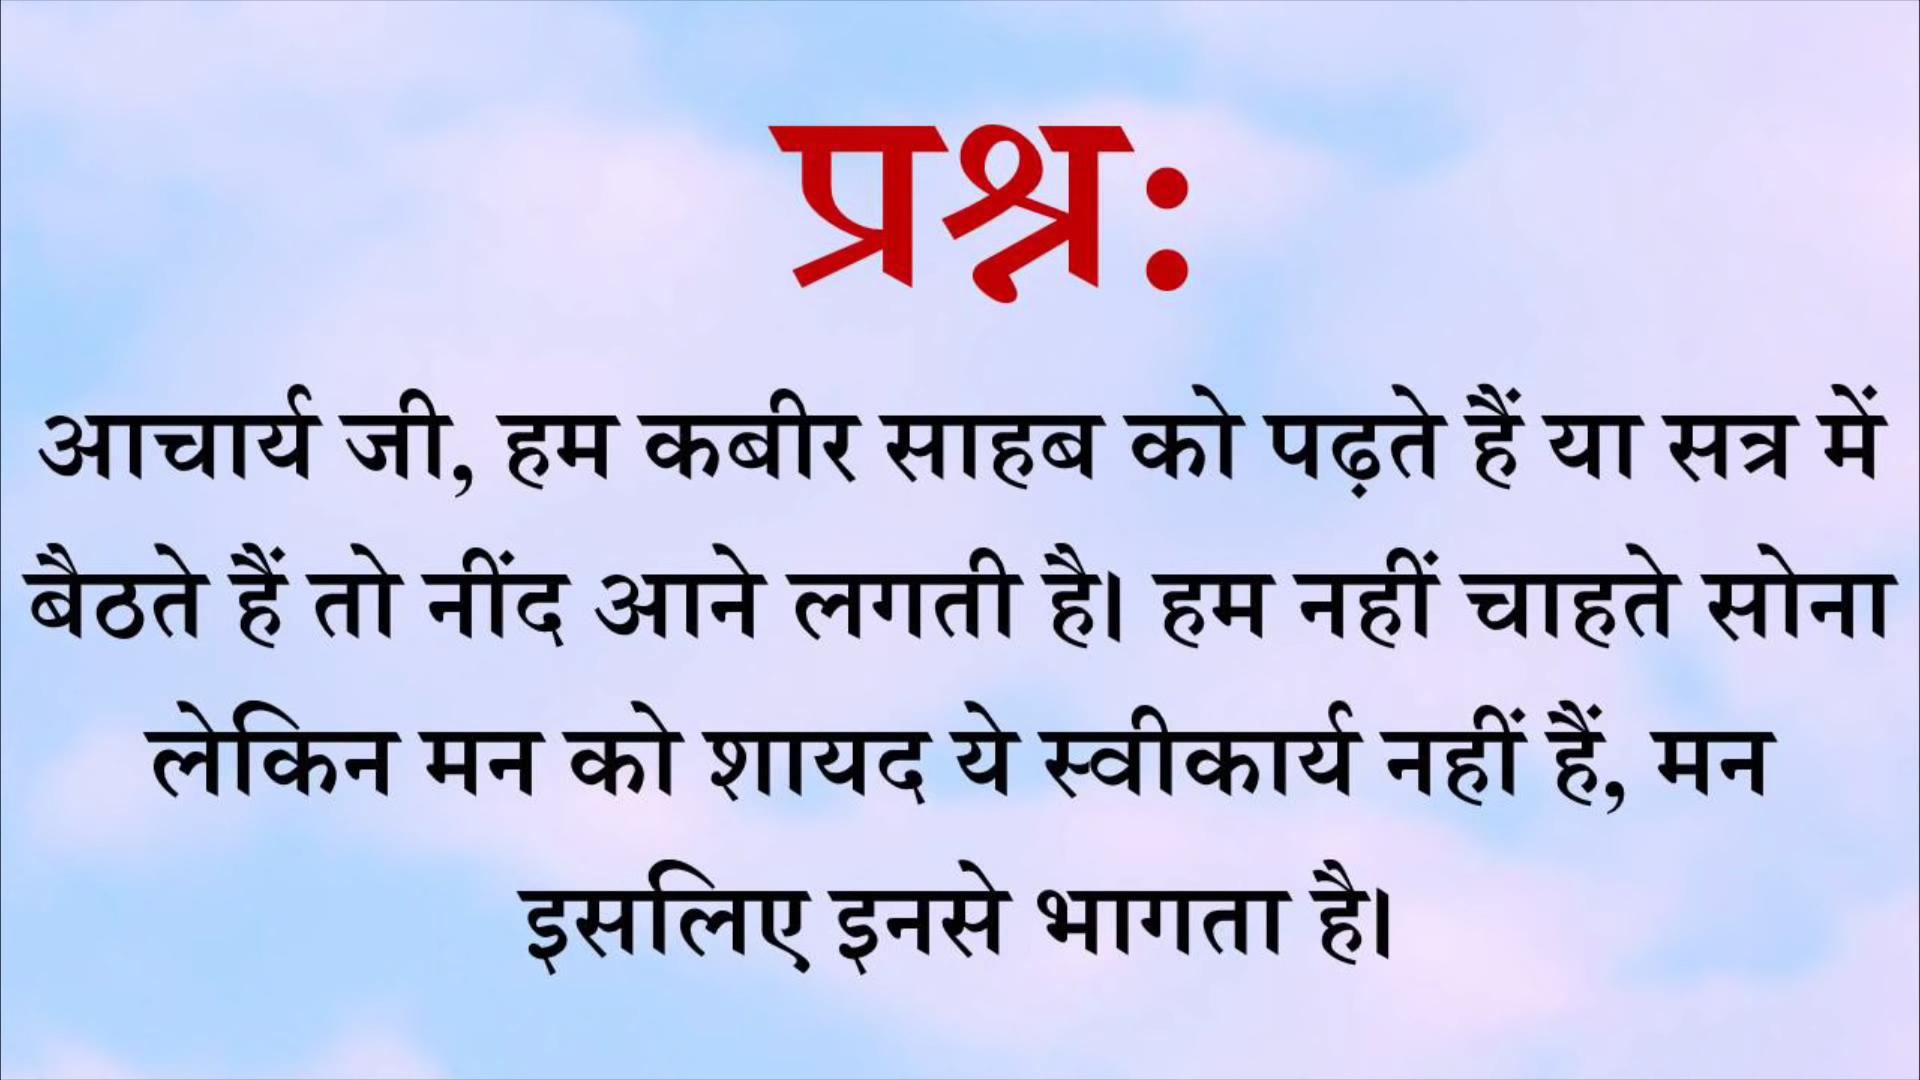 प्रश्न:
आचार्य जी, हम कबीर साहब को पढ़ते हैं या सत्र में
बैठते हैं तो नींद आने लगती है। हम नहीं चाहते सोना
लेकिन मन को शायद ये स्वीकार्य नहीं हैं, मन
इसलिए इनसे भागता है।